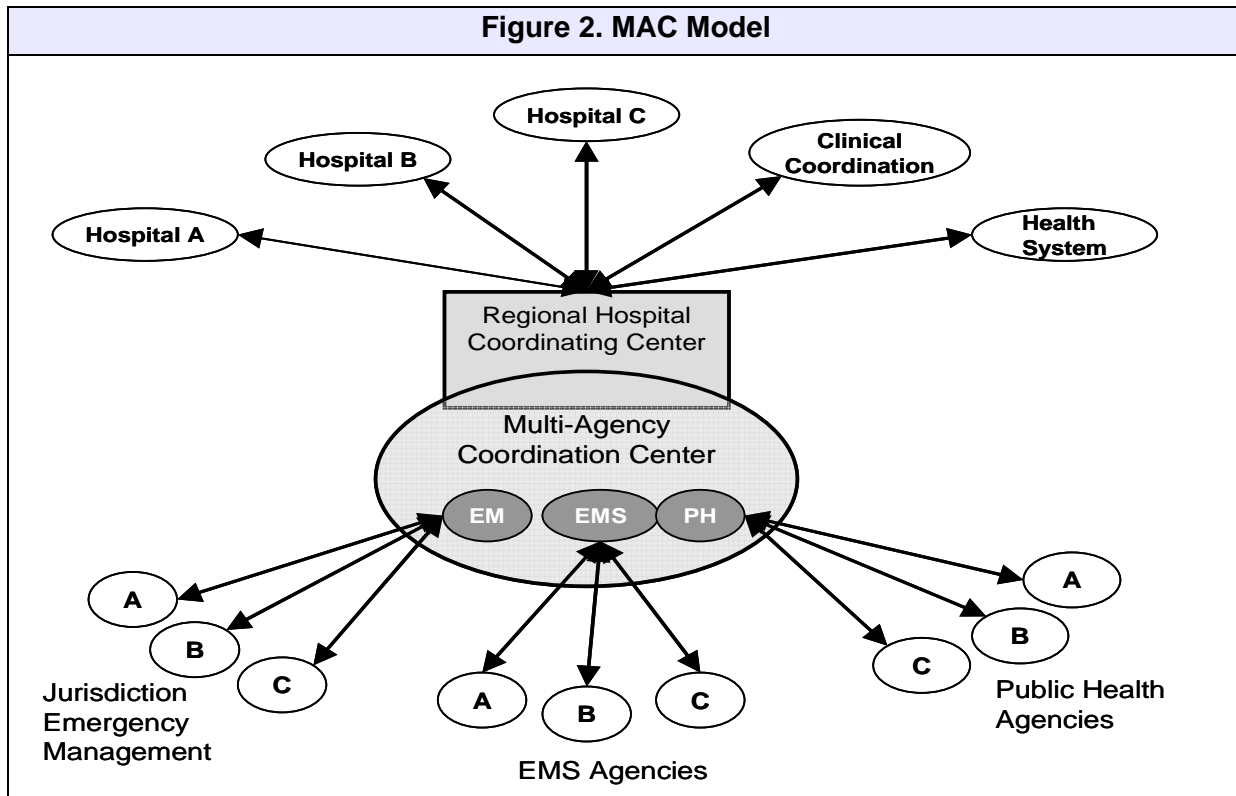 Figure 2. MAC Model
Hospital C
Hospital B
Clinical
Coordination
Hospital A
Health
System
Regional Hospital
Coordinating Center
Multi-Agency
Coordination Center
EM
EMS
PH
A
B
C
Jurisdiction
Emergency
Management
A
B
C
EMS Agencies
A
B
C
Public Health
Agencies